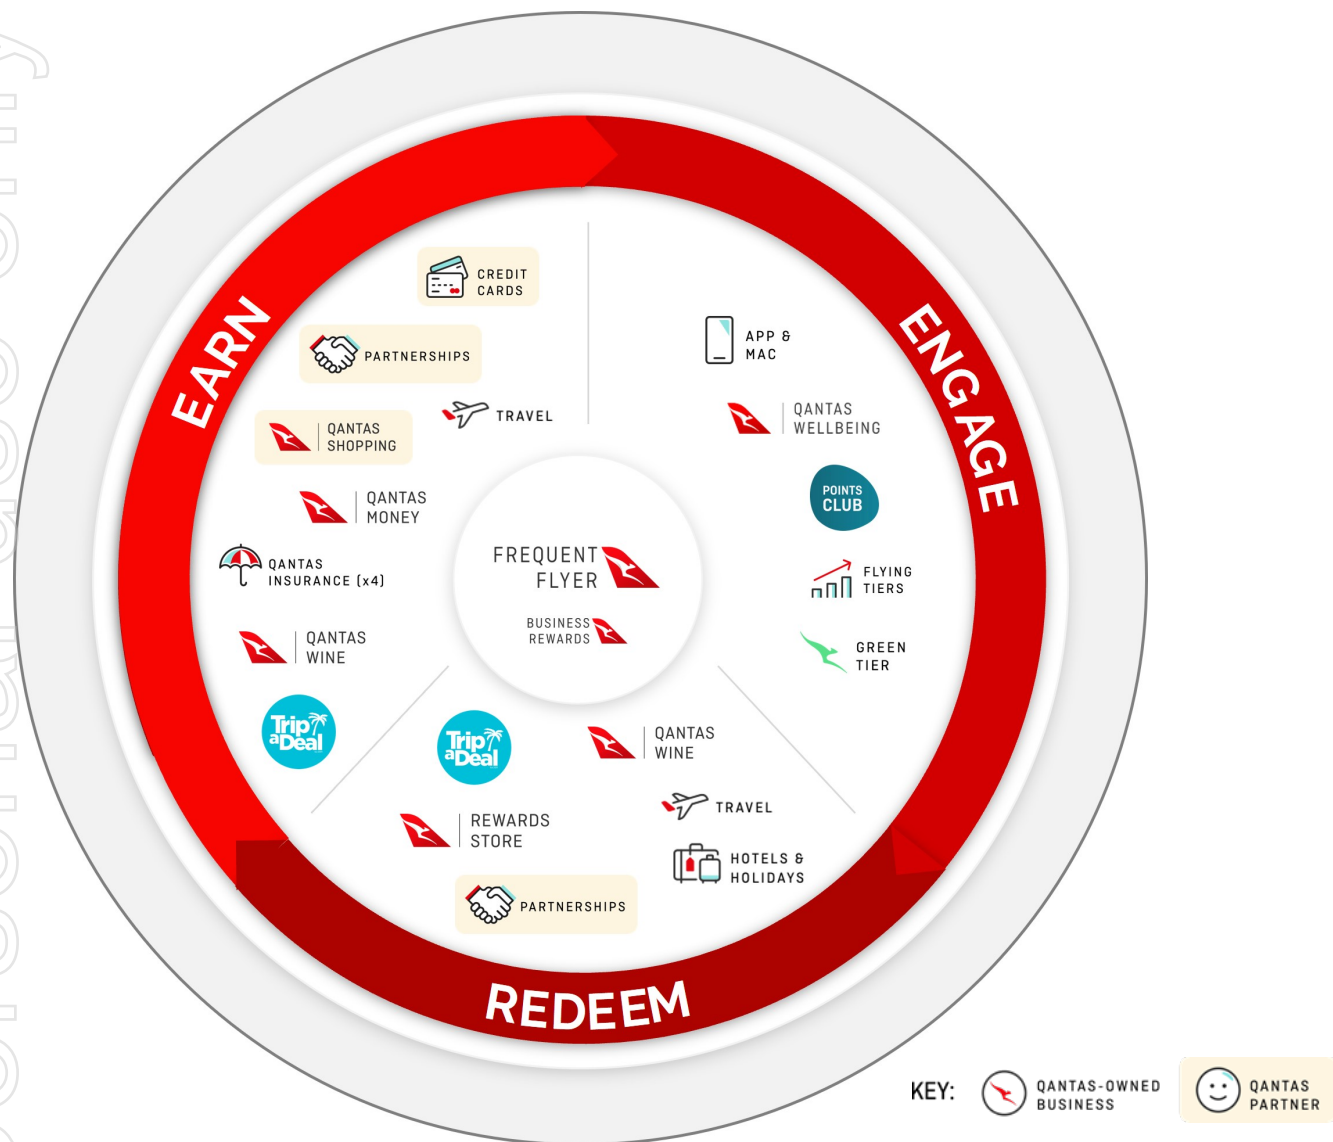 EARN
CREDIT
CARDS
PARTNERSHIPS
QANTAS
SHOPPING
TRAVEL
QANTAS
MONEY
QANTAS
INSURANCE (x4)
QANTAS
WINE
Trip
aDeal
ENGAGE
APP &
MAC
QANTAS
WELLBEING
POINTS
CLUB
FLYING
TIERS
GREEN
TIER
FREQUENT
FLYER
BUSINESS
REWARDS
Trip
aDeal
QANTAS
WINE
TRAVEL
REWARDS
STORE
HOTELS &
HOLIDAYS
PARTNERSHIPS
REDEEM
KEY:
QANTAS-OWNED
BUSINESS
QANTAS
PARTNER